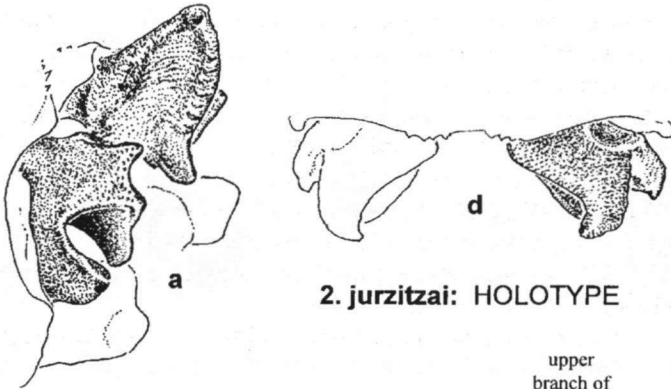 a
d
2. jurzitzai: HOLOTYPE
upper
branch of